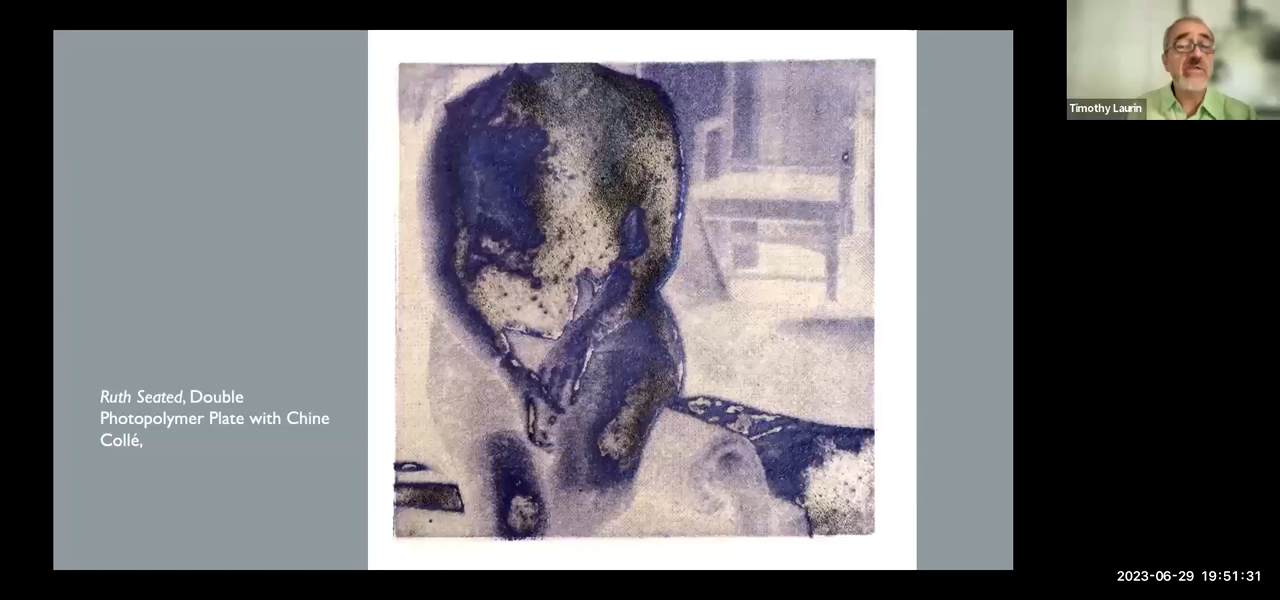 Timothy Laurin
Ruth Seated, Double
Photopolymer Plate with Chine
Collé,
2023-06-29 19:51:31